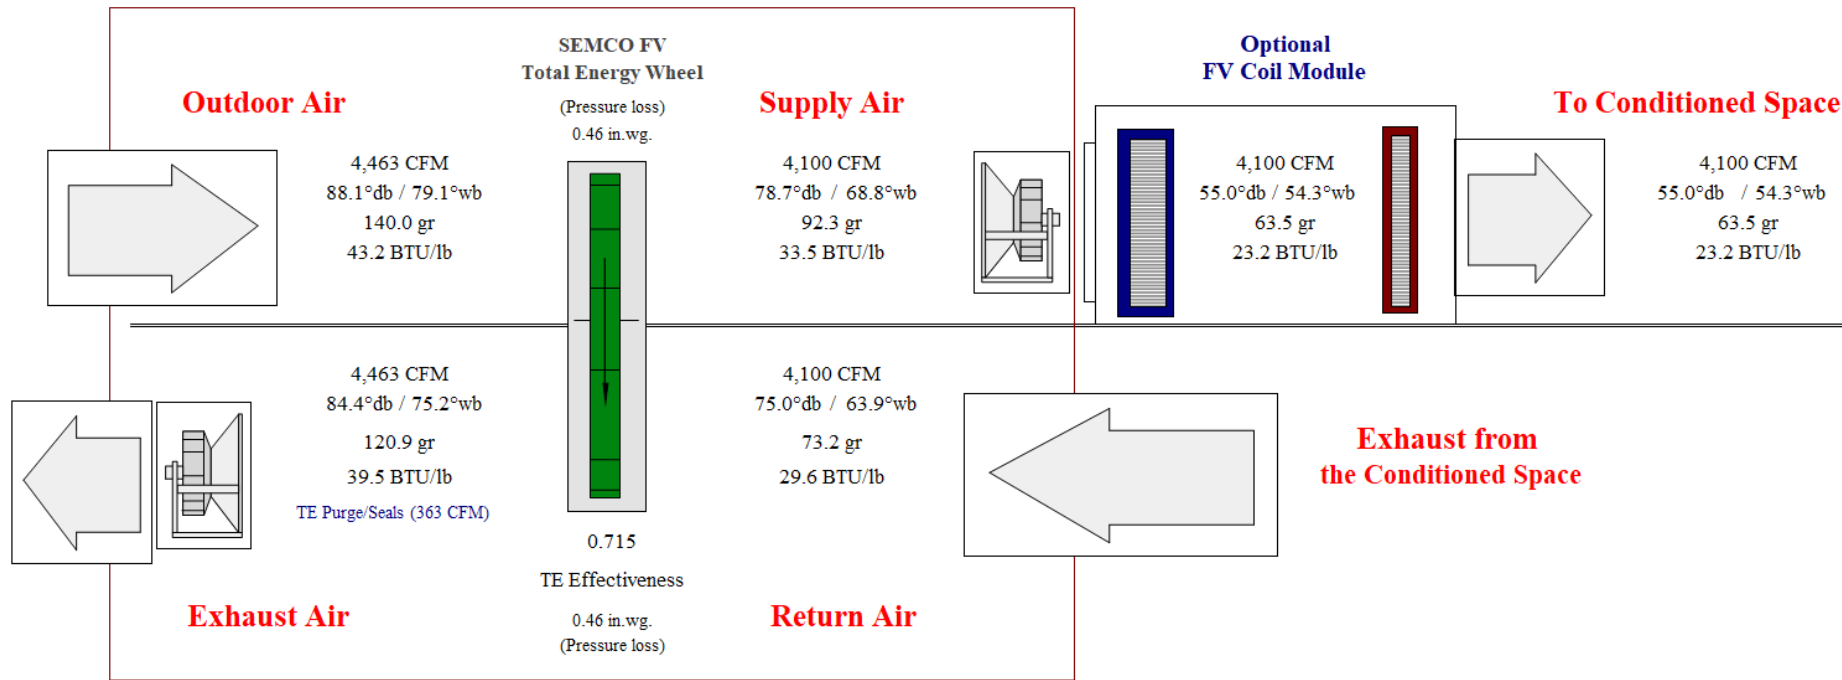 SEMCO FV
Total Energy Wheel
(Pressure loss)
0.46 in.wg.
Optional
FV Coil Module
Outdoor Air
Supply Air
To Conditioned Space
4,463 CFM
88.1°db / 79.1°wb
140.0 gr
43.2 BTU/lb
4,100 CFM
78.7°db / 68.8°wb
92.3 gr
33.5 BTU/lb
4,100 CFM
55.0°db / 54.3°wb
63.5 gr
23.2 BTU/lb
4,100 CFM
55.0°db / 54.3°wb
63.5 gr
23.2 BTU/lb
4,463 CFM
84.4°db / 75.2°wb
120.9 gr
39.5 BTU/lb
TE Purge/Seals (363 CFM)
4,100 CFM
75.0°db / 63.9°wb
73.2 gr
29.6 BTU/lb
Exhaust from
the Conditioned Space
0.715
TE Effectiveness
Exhaust Air
0.46 in.wg.
(Pressure loss)
Return Air